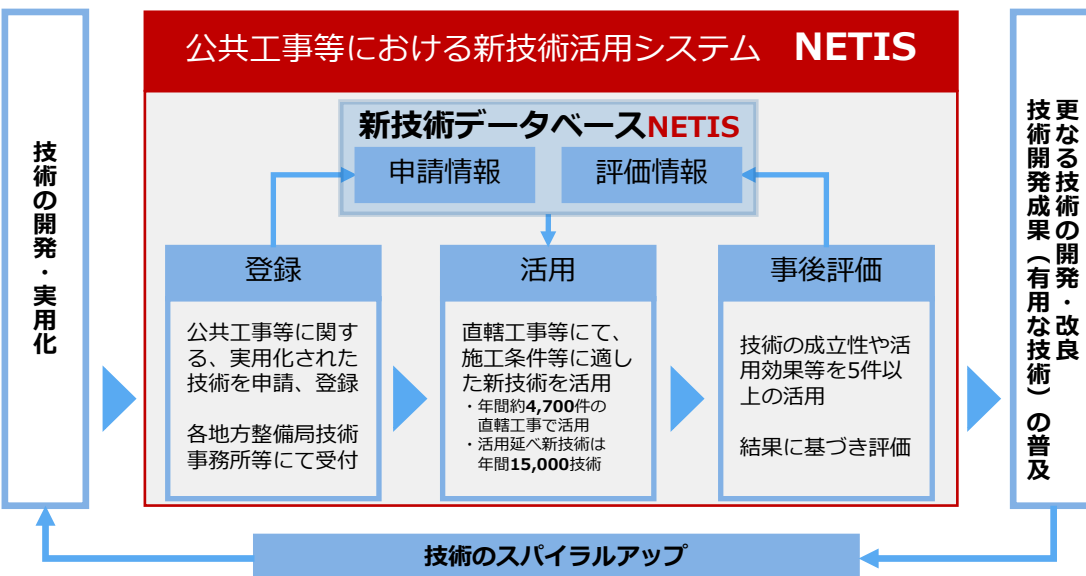 公共工事等における新技術活用システム　NETIS
技術の開発・実用化
新技術データベースNETIS
申請情報
評価情報
登録
公共工事等に関す
る、実用化された
技術を申請、登録
各地方整備局技術
事務所等にて受付
活用
直轄工事等にて、
施工条件等に適し
た新技術を活用
・年間約4,700件の
直轄工事で活用
・活用延べ新技術は
年間15,000技術
事後評価
技術の成立性や活
用効果等を5件以
上の活用
結果に基づき評価
更なる技術の開発・改良
技術開発成果（有用な技術）の普及
技術のスパイラルアップ